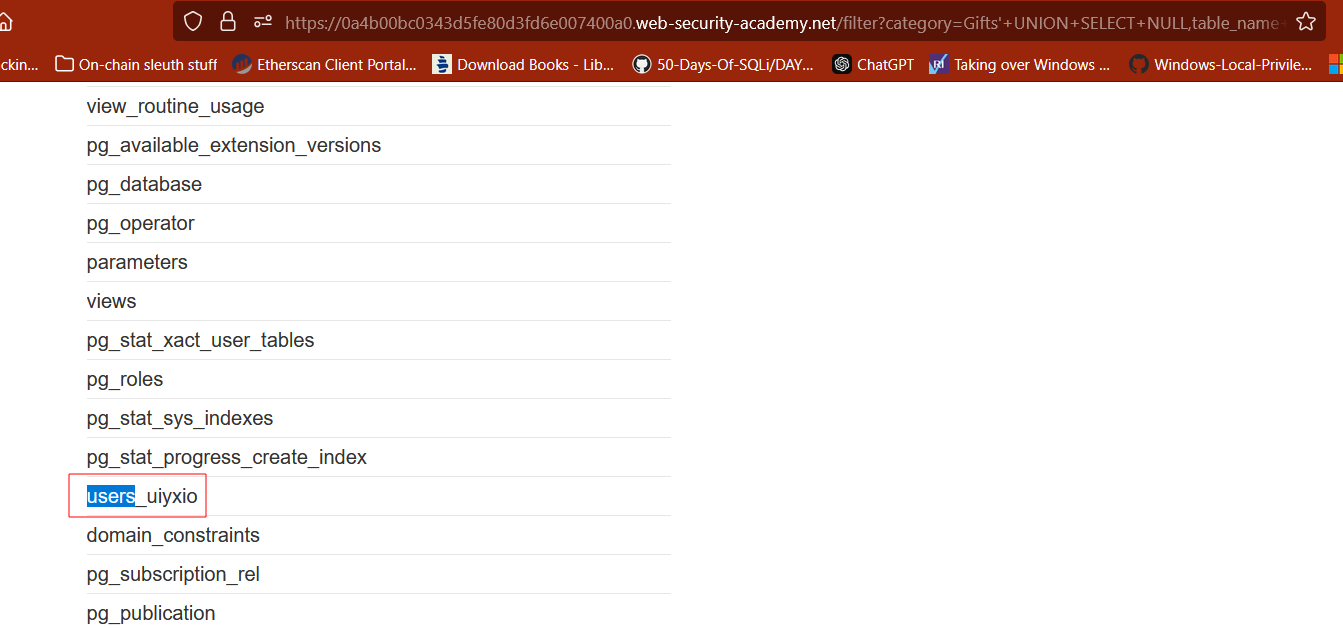 https://0a4b00bc0343d5fe80d3fd6e007400a0.web-security-academy.net/filter?category=Gifts'+UNION+SELECT+NULL,table_name
ckin... On-chain sleuth stuff Etherscan Client Portal... Download Books - Lib... 50-Days-Of-SQLi/DAY... ChatGPT Taking over Windows ... Windows-Local-Privile...
view_routine_usage
pg_available_extension_versions
pg_database
pg_operator
parameters
views
pg_stat_xact_user_tables
pg_roles
pg_stat_sys_indexes
pg_stat_progress_create_index
users_uiyxio
domain_constraints
pg_subscription_rel
pg_publication